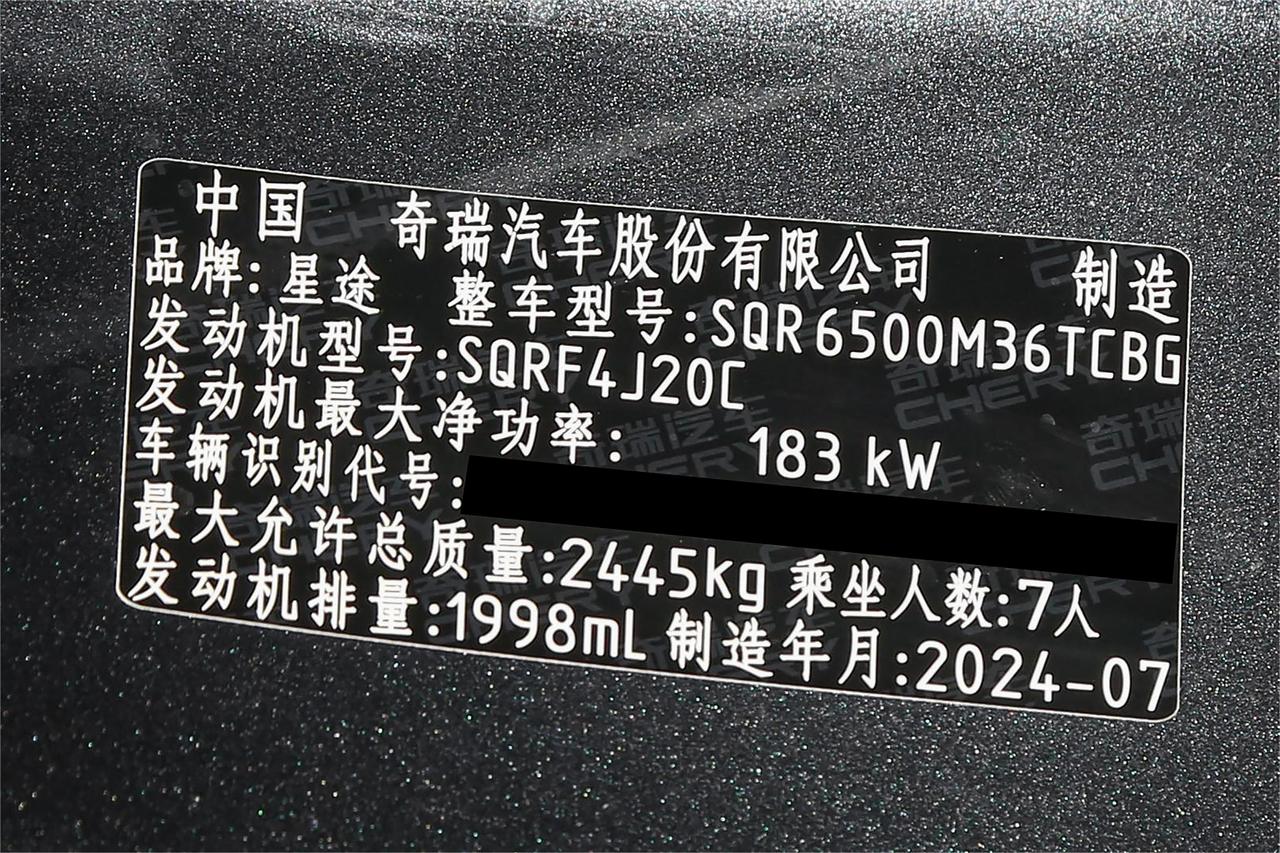 中国 奇瑞汽车股份有限公司 制造
品牌:星途 整车型号:SQR6500M36TCBG
发动机型号:SQRF4J20C
发动机最大净功率: 183 kW
车辆识别代号:
最大允许总质量:2445kg 乘坐人数:7人
发动机排量:1998mL 制造年月:2024-07